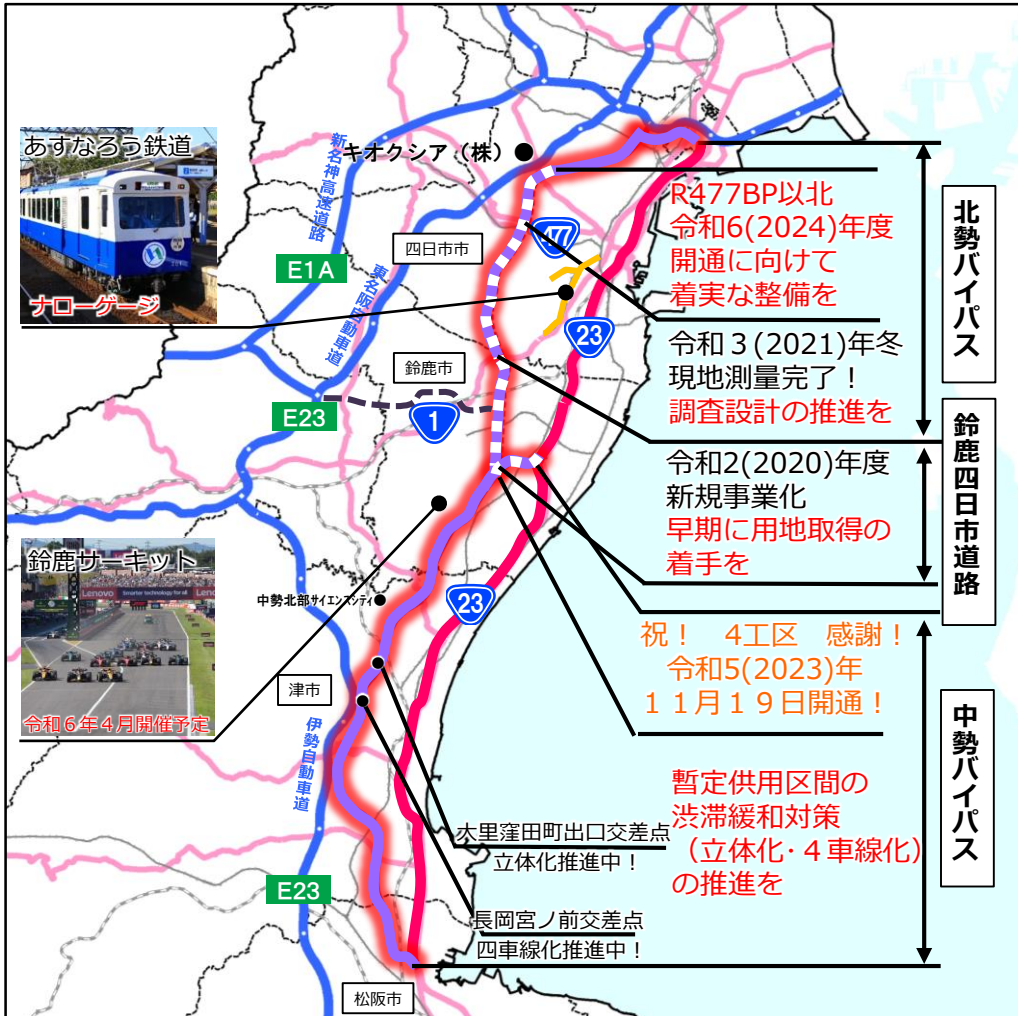 あすなろう鉄道
ナローゲージ
新名神高速道路
キオクシア（株）
四日市市
E1A
東名阪自動車道
477
23
鈴鹿市
E23
1
鈴鹿サーキット
Lenovo
Smarter technology for all
Lenovo
令和６年４月開催予定
中勢北部サイエンスシティ
23
津市
伊勢自動車道
E23
松阪市
大里窪田町出口交差点
立体化推進中！
長岡宮ノ前交差点
四車線化推進中！
R477BP以北
令和6(2024)年度
開通に向けて
着実な整備を
令和３(2021)年冬
現地測量完了！
調査設計の推進を
令和2(2020)年度
新規事業化
早期に用地取得の
着手を
祝！　4工区　感謝！
令和5(2023)年
１１月１９日開通！
暫定供用区間の
渋滞緩和対策
（立体化・４車線化）
の推進を
北勢バイパス
鈴鹿四日市道路
中勢バイパス